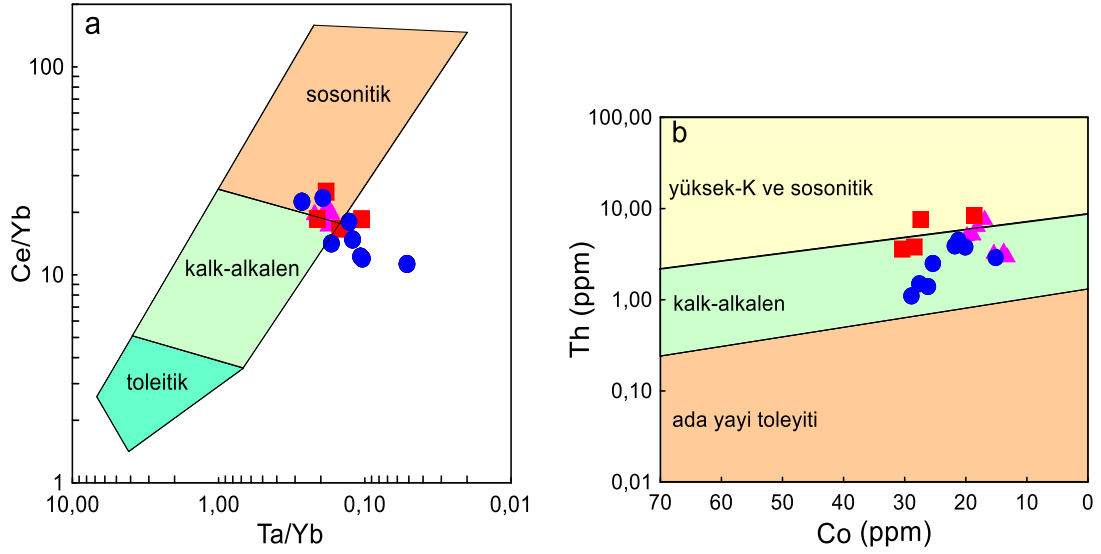 a
100
10
1
Ce/Yb
sosonitik
kalk-alkalen
toleitik
10,00
1,00
0,10
0,01
Ta/Yb
b
100,00
10,00
1,00
0,10
0,01
Th (ppm)
yüksek-K ve sosonitik
kalk-alkalen
ada yayi toleyiti
70
60
50
40
30
20
10
0
Co (ppm)